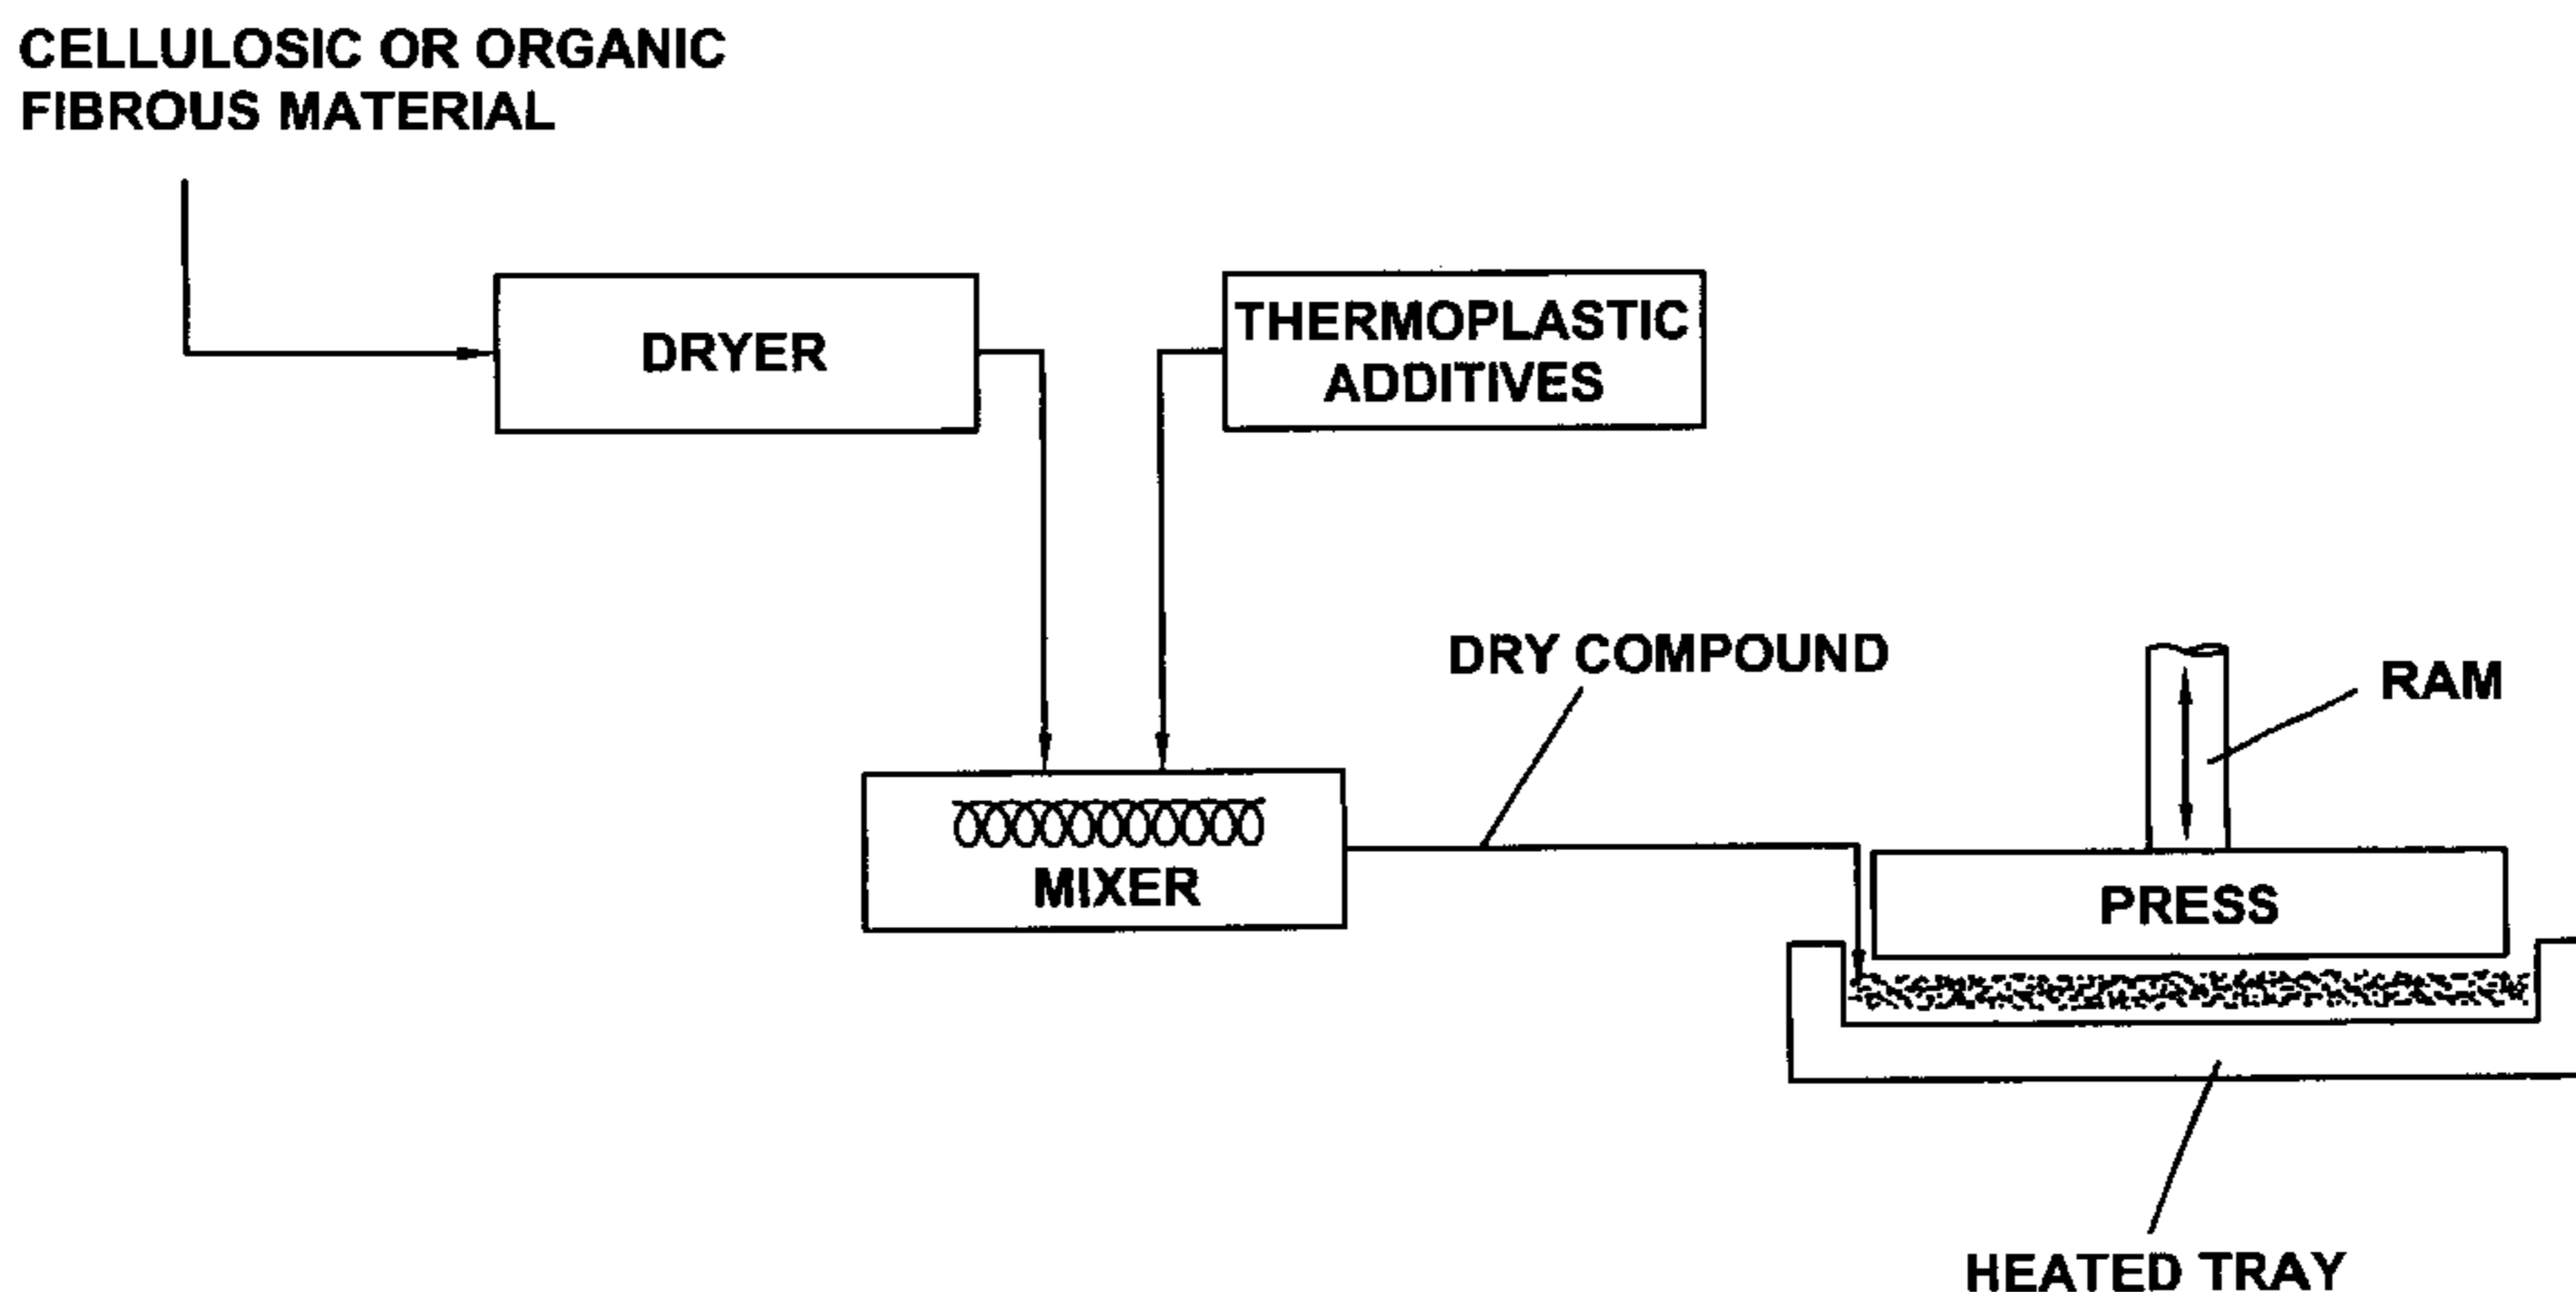 CELLULOSIC OR ORGANIC
FIBROUS MATERIAL
DRYER
THERMOPLASTIC
ADDITIVES
DRY COMPOUND
RAM
MIXER
PRESS
HEATED TRAY